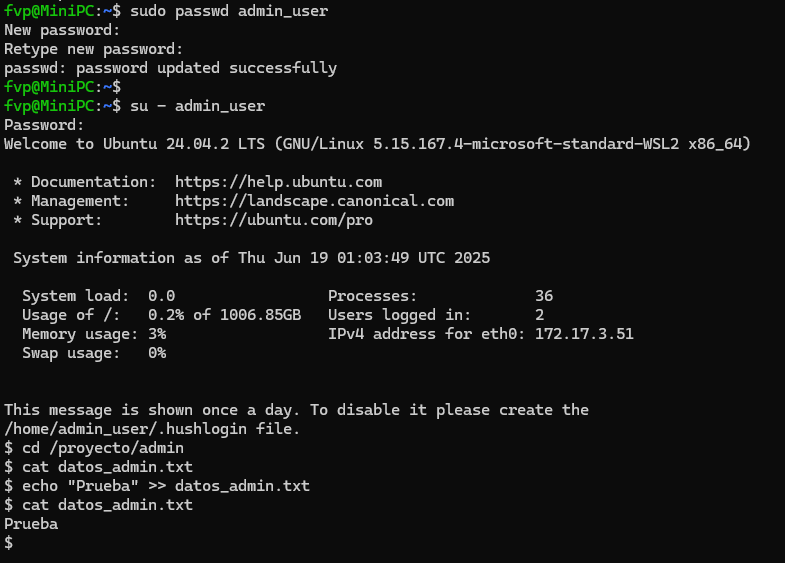 fvp@MiniPC:~$ sudo passwd admin_user
New password:
Retype new password:
passwd: password updated successfully
fvp@MiniPC:~$
fvp@MiniPC:~$ su - admin_user
Password:
Welcome to Ubuntu 24.04.2 LTS (GNU/Linux 5.15.167.4-microsoft-standard-WSL2 x86_64)

 * Documentation:  https://help.ubuntu.com
 * Management:     https://landscape.canonical.com
 * Support:        https://ubuntu.com/pro

 System information as of Thu Jun 19 01:03:49 UTC 2025

  System load:  0.0                 Processes:             36
  Usage of /:   0.2% of 1006.85GB   Users logged in:       2
  Memory usage: 3%                  IPv4 address for eth0: 172.17.3.51
  Swap usage:   0%


This message is shown once a day. To disable it please create the
/home/admin_user/.hushlogin file.
$ cd /proyecto/admin
$ cat datos_admin.txt
$ echo "Prueba" >> datos_admin.txt
$ cat datos_admin.txt
Prueba
$